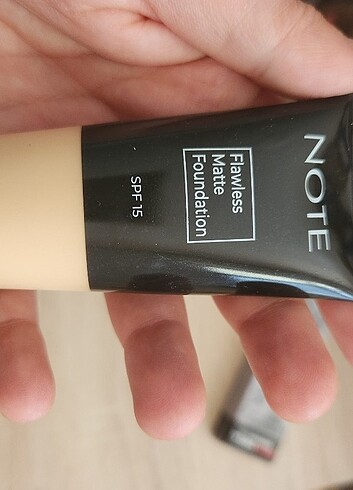 NOTE
Flawless
Matte
Foundation
SPF 15